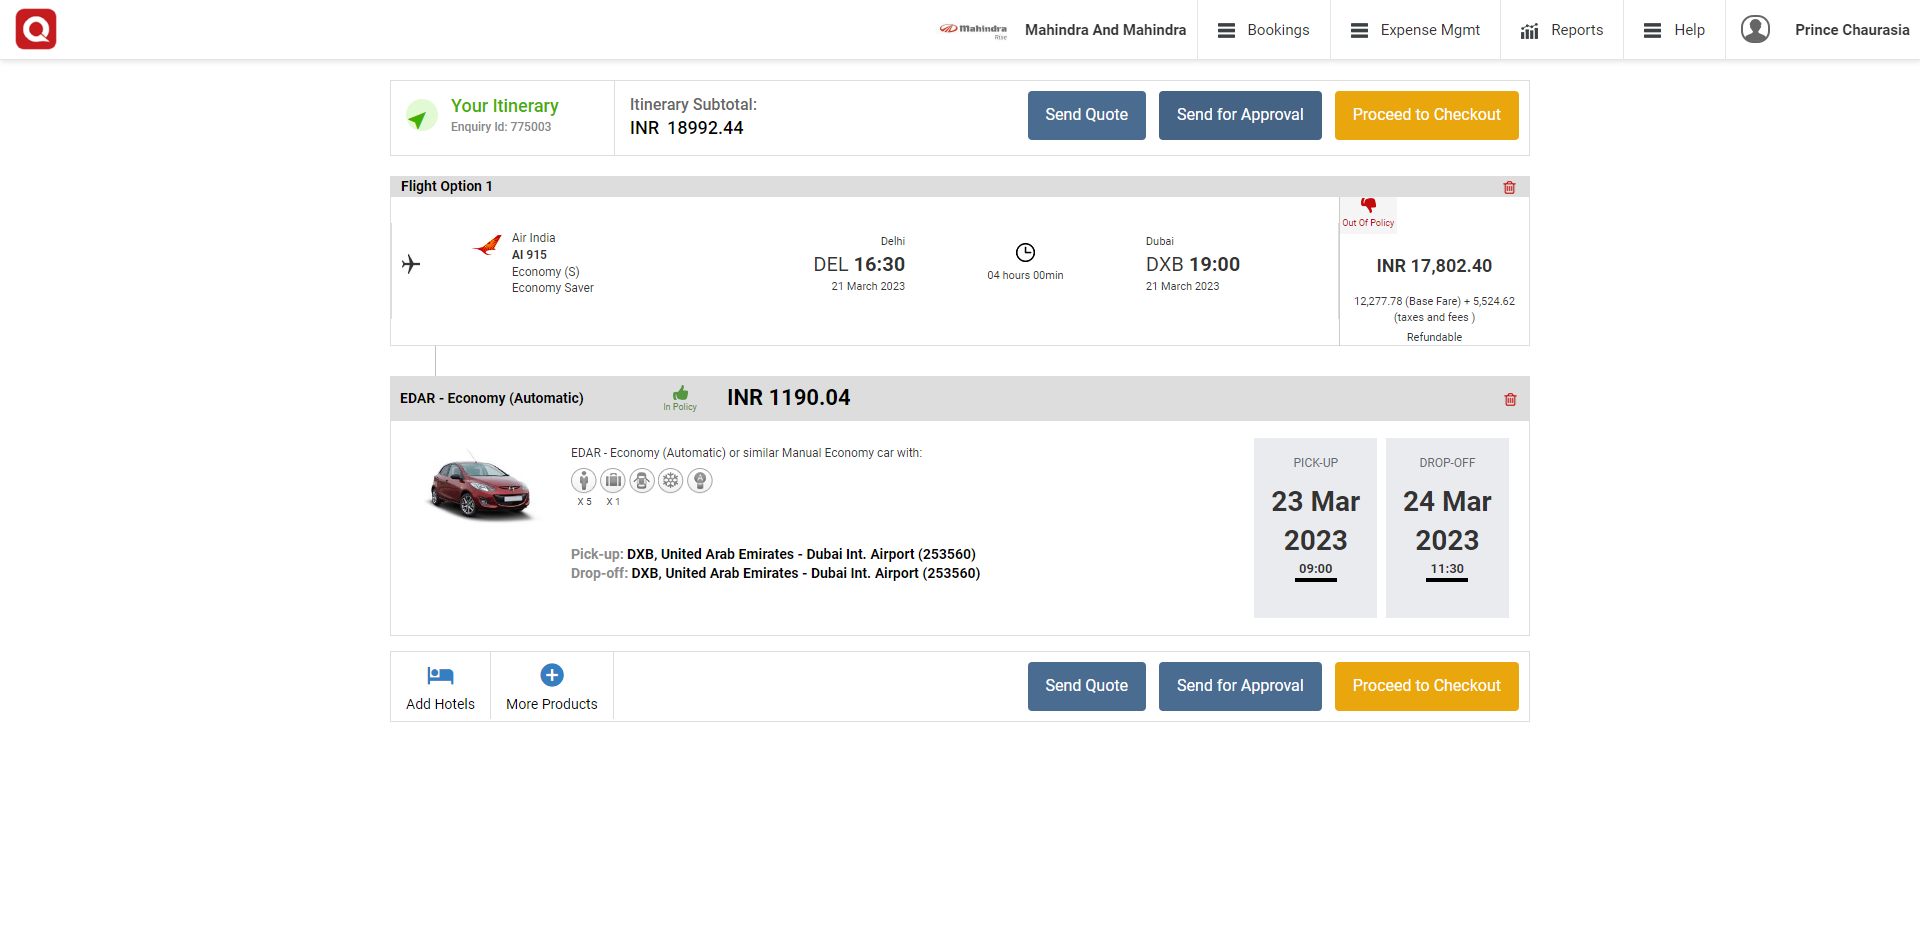 Q
Mahindra
Rise
Mahindra And Mahindra
Bookings
Expense Mgmt
Reports
Help
Prince Chaurasia
Your Itinerary
Enquiry Id: 775003
Itinerary Subtotal:
INR 18992.44
Send Quote
Send for Approval
Proceed to Checkout
Flight Option 1
Air India
AI 915
Economy (S)
Economy Saver
Delhi
DEL 16:30
21 March 2023
04 hours 00min
Dubai
DXB 19:00
21 March 2023
Out Of Policy
INR 17,802.40
12,277.78 (Base Fare) + 5,524.62
(taxes and fees )
Refundable
EDAR - Economy (Automatic)
In Policy
INR 1190.04
EDAR - Economy (Automatic) or similar Manual Economy car with:
X 5
X 1
Pick-up: DXB, United Arab Emirates - Dubai Int. Airport (253560)
Drop-off: DXB, United Arab Emirates - Dubai Int. Airport (253560)
PICK-UP
23 Mar
2023
09:00
DROP-OFF
24 Mar
2023
11:30
Add Hotels
More Products
Send Quote
Send for Approval
Proceed to Checkout